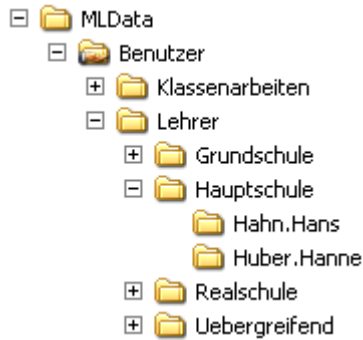 MLData
Benutzer
Klassenarbeiten
Lehrer
Grundschule
Hauptschule
Hahn.Hans
Huber.Hanne
Realschule
Uebergreifend